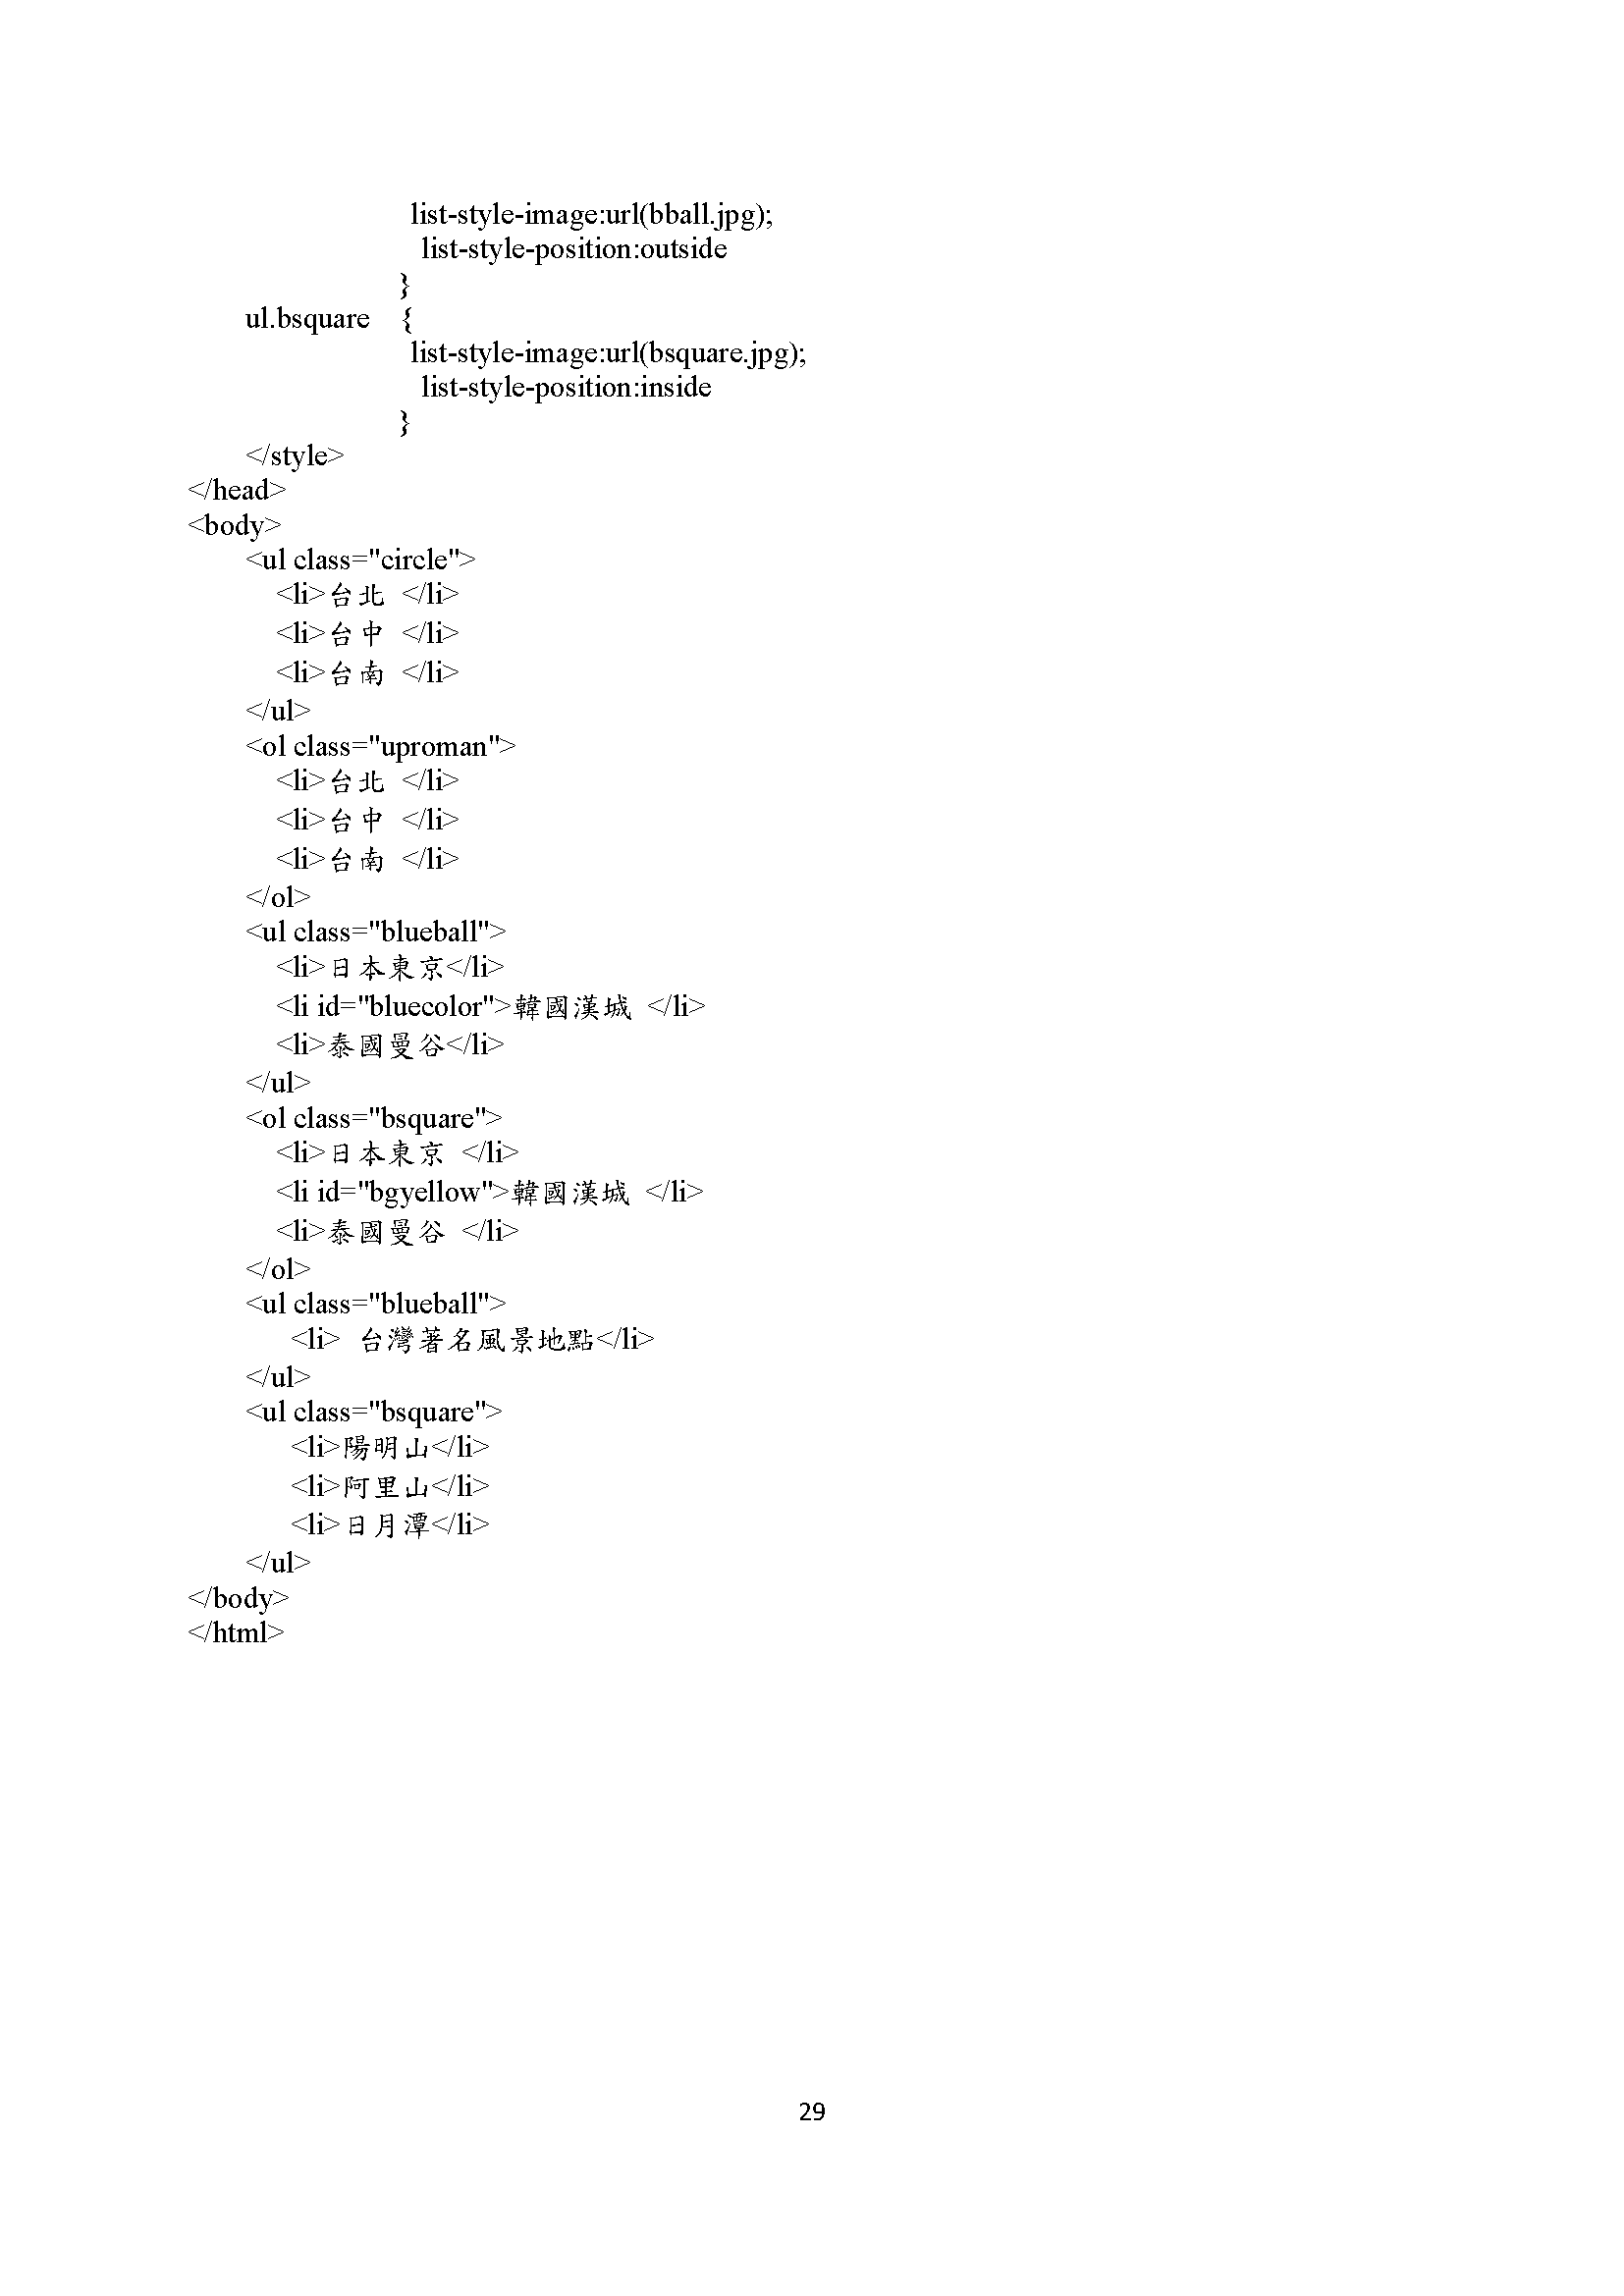 list-style-image:url(bball.jpg);
list-style-position:outside
}
ul.bsquare {
list-style-image:url(bsquare.jpg);
list-style-position:inside
}
</style>
</head>
<body>
<ul class="circle">
<li>台北 </li>
<li>台中 </li>
<li>台南 </li>
</ul>
<ol class="uproman">
<li>台北 </li>
<li>台中 </li>
<li>台南 </li>
</ol>
<ul class="blueball">
<li>日本東京</li>
<li id="bluecolor">韓國漢城 </li>
<li>泰國曼谷</li>
</ul>
<ol class="bsquare">
<li>日本東京 </li>
<li id="bgyellow">韓國漢城 </li>
<li>泰國曼谷 </li>
</ol>
<ul class="blueball">
<li> 台灣著名風景地點</li>
</ul>
<ul class="bsquare">
<li>陽明山</li>
<li>阿里山</li>
<li>日月潭</li>
</ul>
</body>
</html>
29